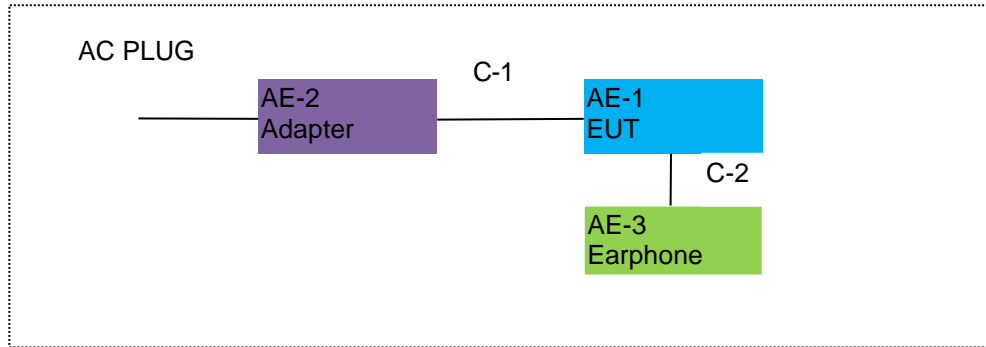 AC PLUG
C-1
AE-2
Adapter
AE-1
EUT
C-2
AE-3
Earphone